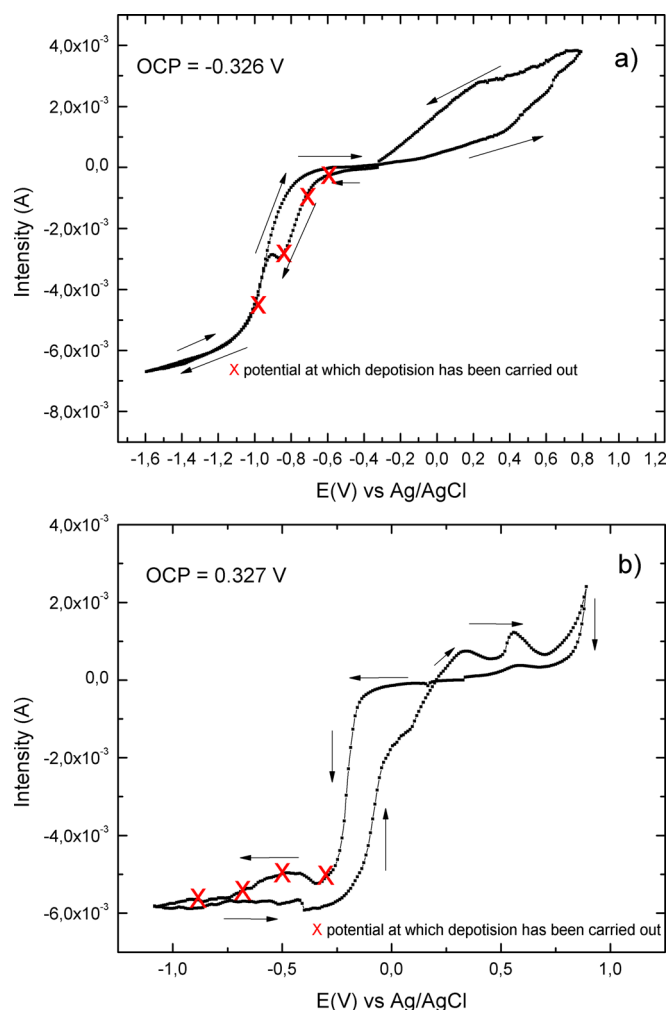 4,0x10⁻³
OCP = -0.326 V
a)
2,0x10⁻³
0,0
-2,0x10⁻³
-4,0x10⁻³
-6,0x10⁻³
-8,0x10⁻³
Intensity (A)
X potential at which depotision has been carried out
-1,6 -1,4 -1,2 -1,0 -0,8 -0,6 -0,4 -0,2 0,0 0,2 0,4 0,6 0,8 1,0 1,2
E(V) vs Ag/AgCl
4,0x10⁻³
OCP = 0.327 V
b)
2,0x10⁻³
0,0
-2,0x10⁻³
-4,0x10⁻³
-6,0x10⁻³
Intensity (A)
X potential at which depotision has been carried out
-1,0 -0,5 0,0 0,5 1,0
E(V) vs Ag/AgCl